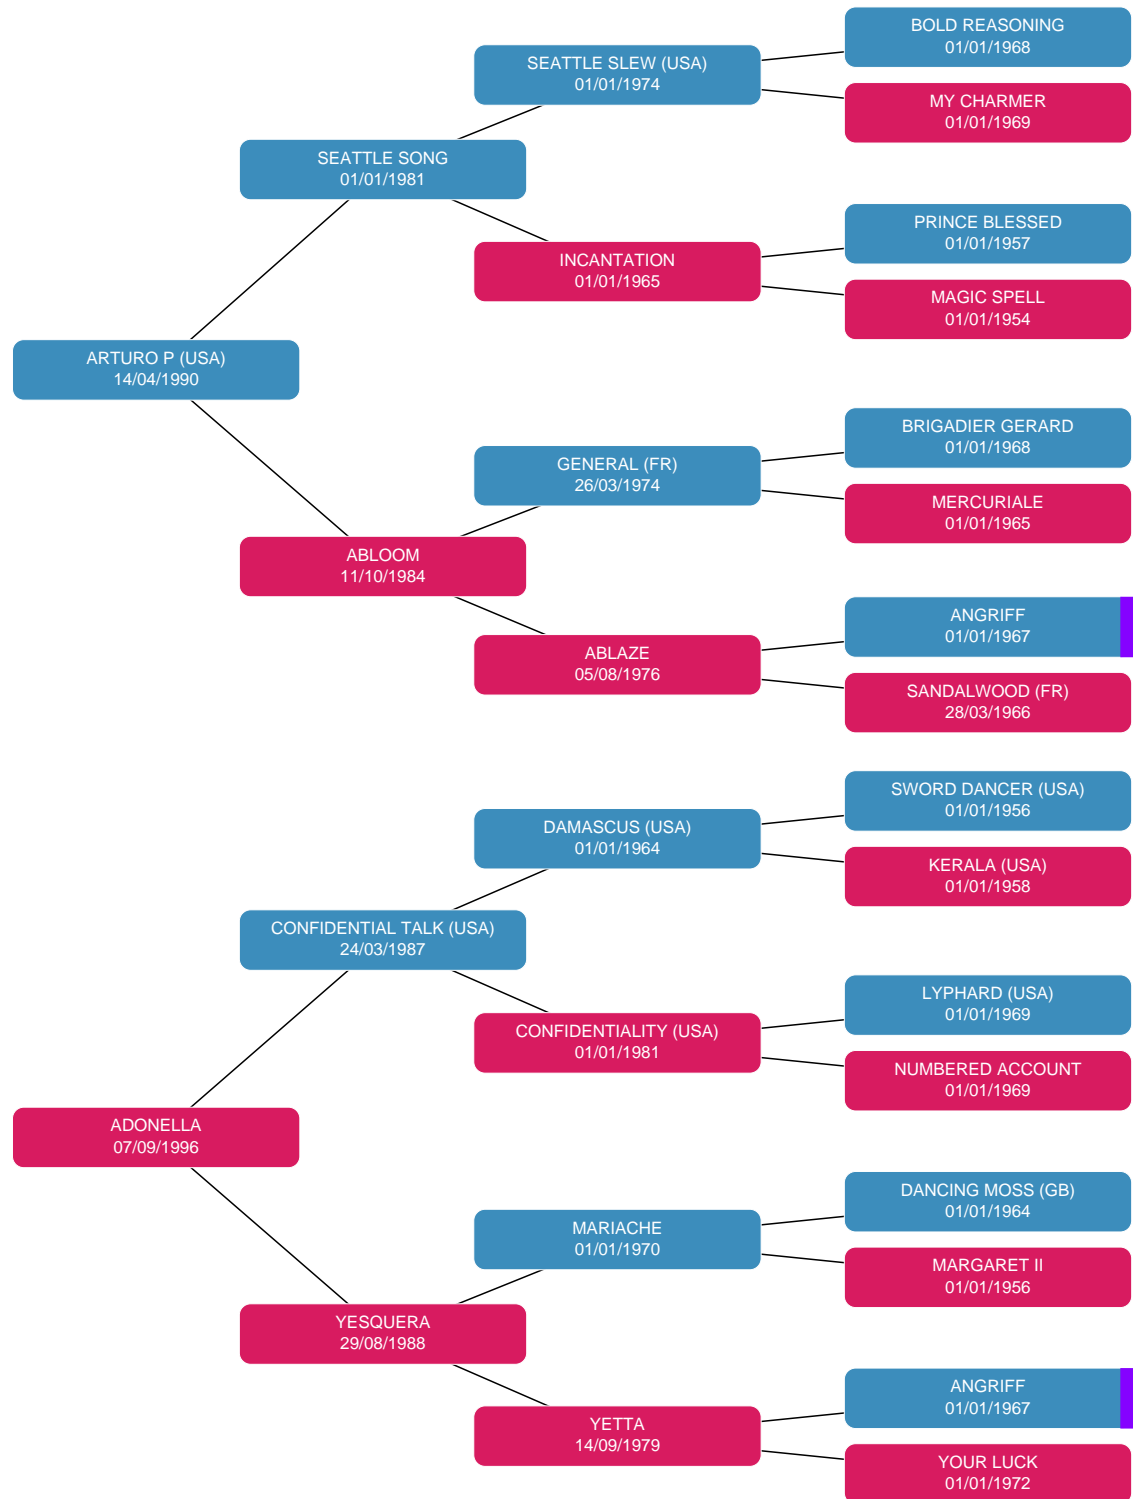 BOLD REASONING
01/01/1968
SEATTLE SLEW (USA)
01/01/1974
MY CHARMER
01/01/1969
SEATTLE SONG
01/01/1981
PRINCE BLESSED
01/01/1957
INCANTATION
01/01/1965
MAGIC SPELL
01/01/1954
ARTURO P (USA)
14/04/1990
BRIGADIER GERARD
01/01/1968
GENERAL (FR)
26/03/1974
MERCURIALE
01/01/1965
ABLOOM
11/10/1984
ANGRIFF
01/01/1967
ABLAZE
05/08/1976
SANDALWOOD (FR)
28/03/1966
SWORD DANCER (USA)
01/01/1956
DAMASCUS (USA)
01/01/1964
KERALA (USA)
01/01/1958
CONFIDENTIAL TALK (USA)
24/03/1987
LYPHARD (USA)
01/01/1969
CONFIDENTIALITY (USA)
01/01/1981
NUMBERED ACCOUNT
01/01/1969
ADONELLA
07/09/1996
DANCING MOSS (GB)
01/01/1964
MARIACHE
01/01/1970
MARGARET II
01/01/1956
YESQUERA
29/08/1988
ANGRIFF
01/01/1967
YETTA
14/09/1979
YOUR LUCK
01/01/1972